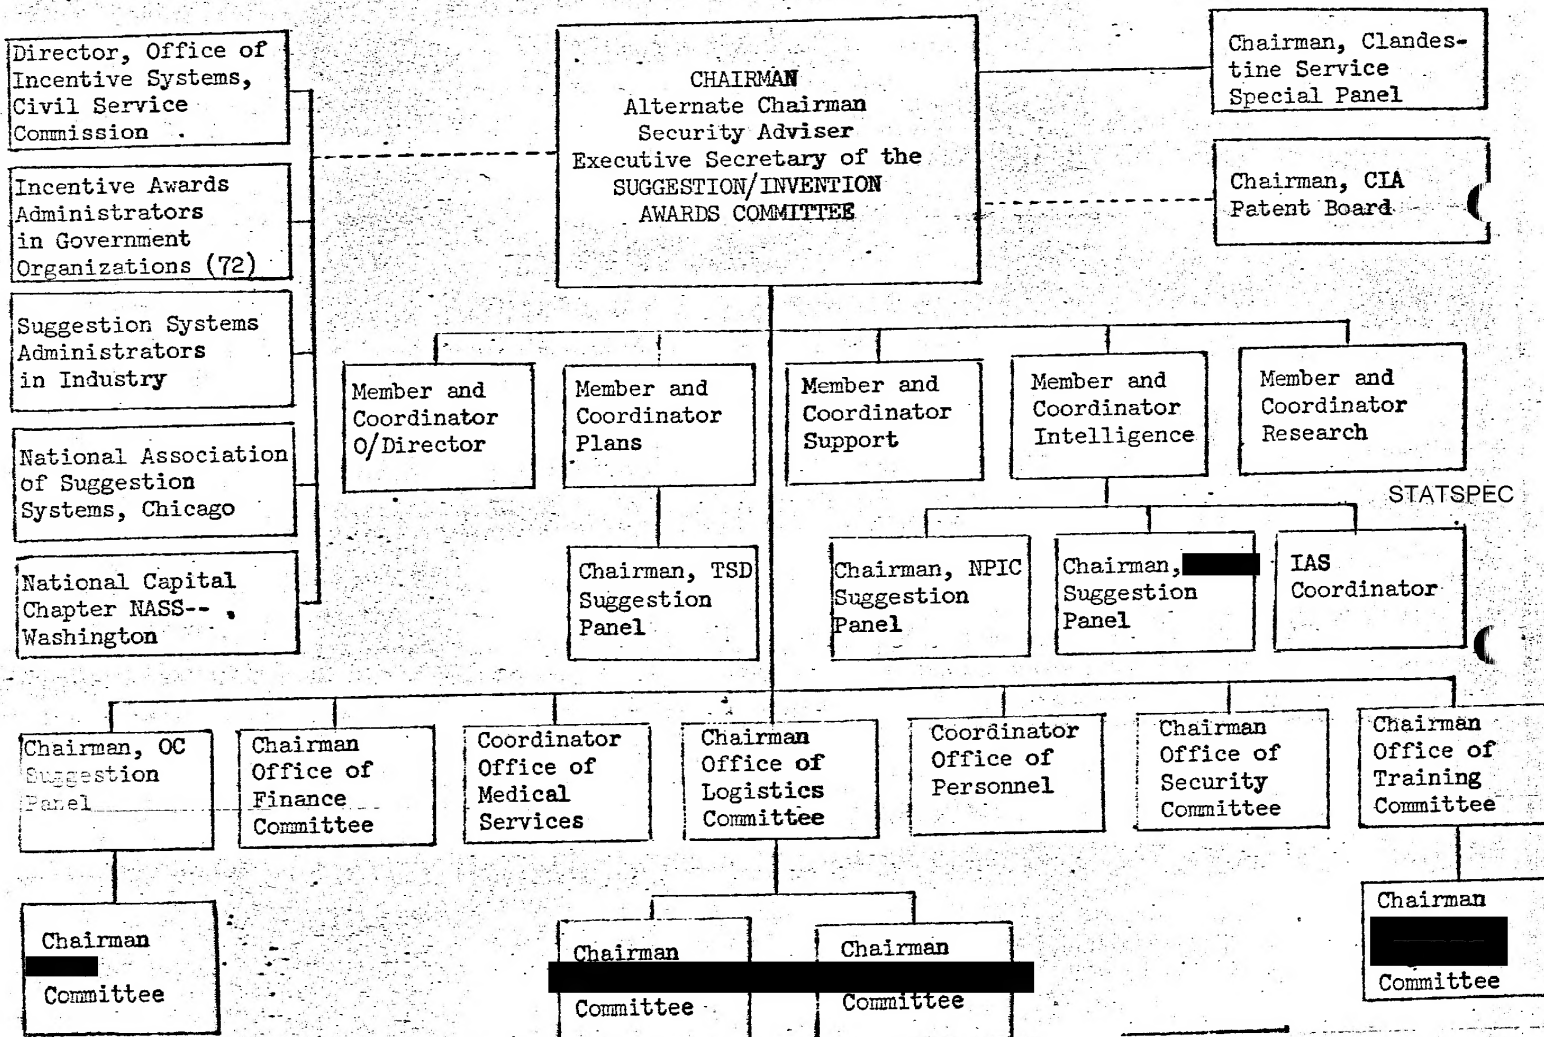 Director, Office of
Incentive Systems,
Civil Service
Commission .
Incentive Awards
Administrators
in Government
Organizations (72)
Suggestion Systems
Administrators
in Industry
National Association
of Suggestion
Systems, Chicago
National Capital
Chapter NASS--
Washington
CHAIRMAN
Alternate Chairman
Security Adviser
Executive Secretary of the
SUGGESTION/INVENTION
AWARDS COMMITTEE
Chairman, Clandes-
tine Service
Special Panel
Chairman, CIA
Patent Board
Member and
Coordinator
O/Director
Member and
Coordinator
Plans
Member and
Coordinator
Support
Member and
Coordinator
Intelligence
Member and
Coordinator
Research
STATSPEC
Chairman, TSD
Suggestion
Panel
Chairman, NPIC
Suggestion
Panel
Chairman,
Suggestion
Panel
IAS
Coordinator
Chairman, OC
Suggestion
Panel
Chairman
Office of
Finance
Committee
Coordinator
Office of
Medical
Services
Chairman
Office of
Logistics
Committee
Coordinator
Office of
Personnel
Chairman
Office of
Security
Committee
Chairman
Office of
Training
Committee
Chairman
Committee
Chairman
Committee
Chairman
Committee
Chairman
Committee